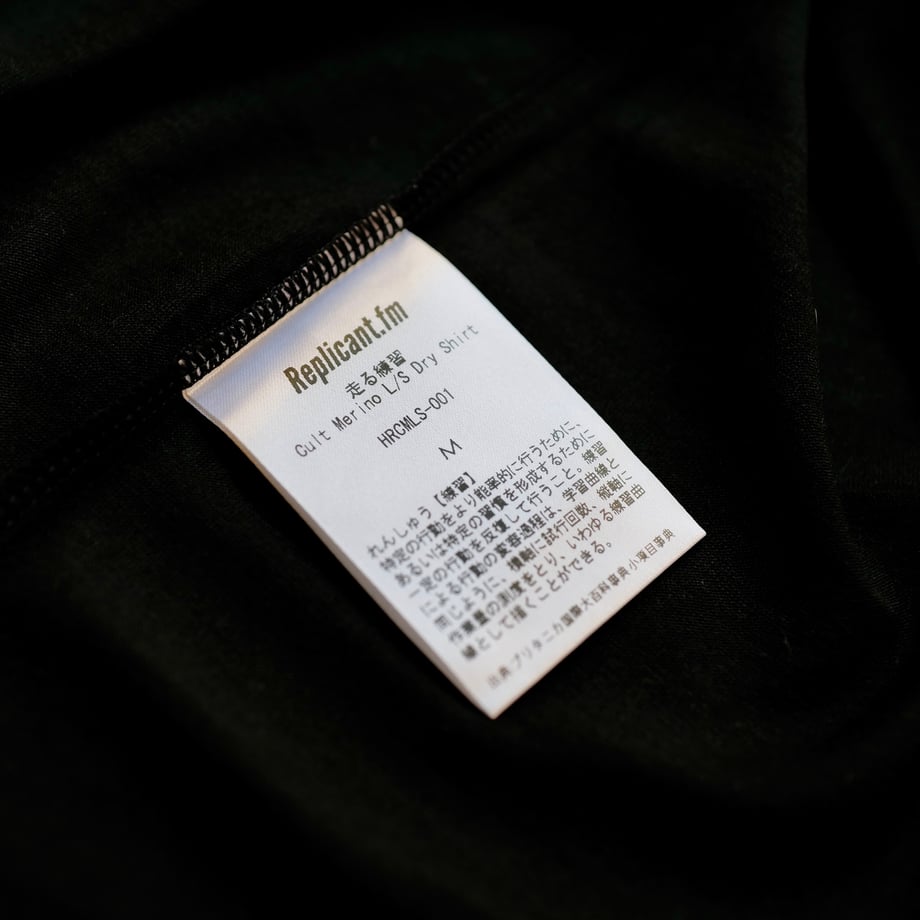 Replicant.fm
走る練習
Cult Merino L/S Dry Shirt
HRCMLS-001
M
れんしゅう【練習】
特定の行動をより能率的に行うために、
あるいは特定の習慣を形成するために
一定の行動を反復して行うこと。練習
による行動の変容過程は、学習曲線と
同じように、横軸に試行回数、縦軸に
作業量の測度をとり、いわゆる練習曲
線として描くことができる。
出典:ブリタニカ国際大百科事典 小項目事典